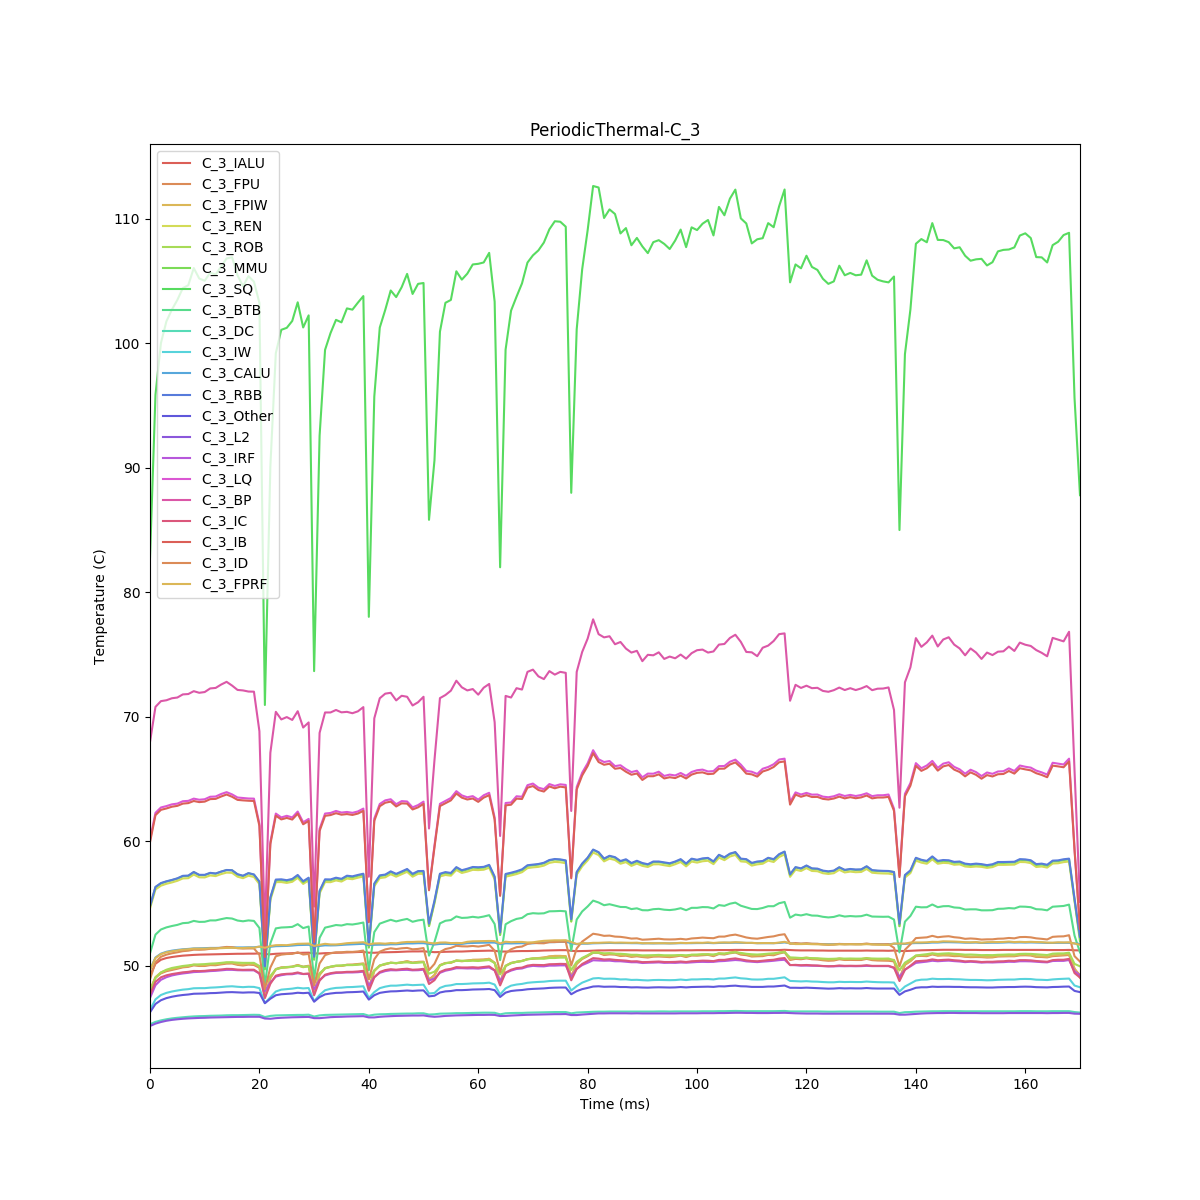 PeriodicThermal-C_3
C_3_IALU
C_3_FPU
C_3_FPIW
C_3_REN
C_3_ROB
C_3_MMU
C_3_SQ
C_3_BTB
C_3_DC
C_3_IW
C_3_CALU
C_3_RBB
C_3_Other
C_3_L2
C_3_IRF
C_3_LQ
C_3_BP
C_3_IC
C_3_IB
C_3_ID
C_3_FPRF
110
100
90
80
70
60
50
Temperature (C)
0 20 40 60 80 100 120 140 160
Time (ms)